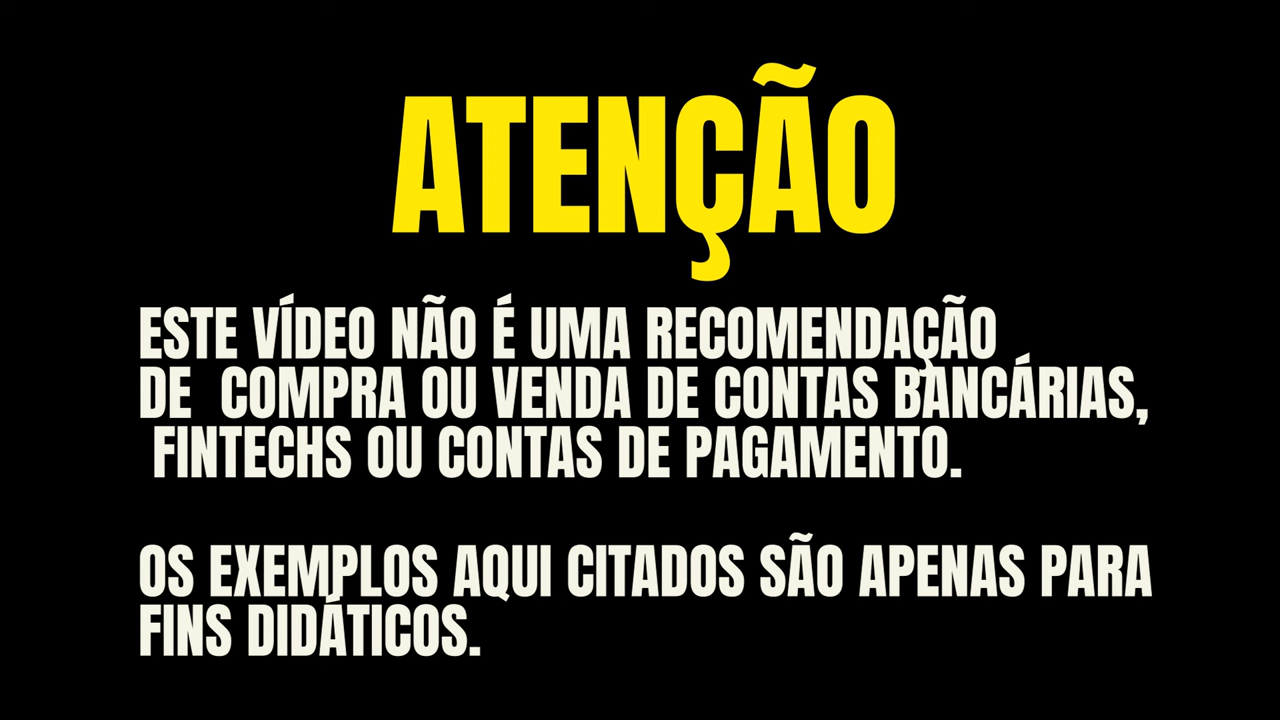 ATENÇÃO
ESTE VÍDEO NÃO É UMA RECOMENDAÇÃO
DE COMPRA OU VENDA DE CONTAS BANCÁRIAS,
FINTECHS OU CONTAS DE PAGAMENTO.
OS EXEMPLOS AQUI CITADOS SÃO APENAS PARA
FINS DIDÁTICOS.